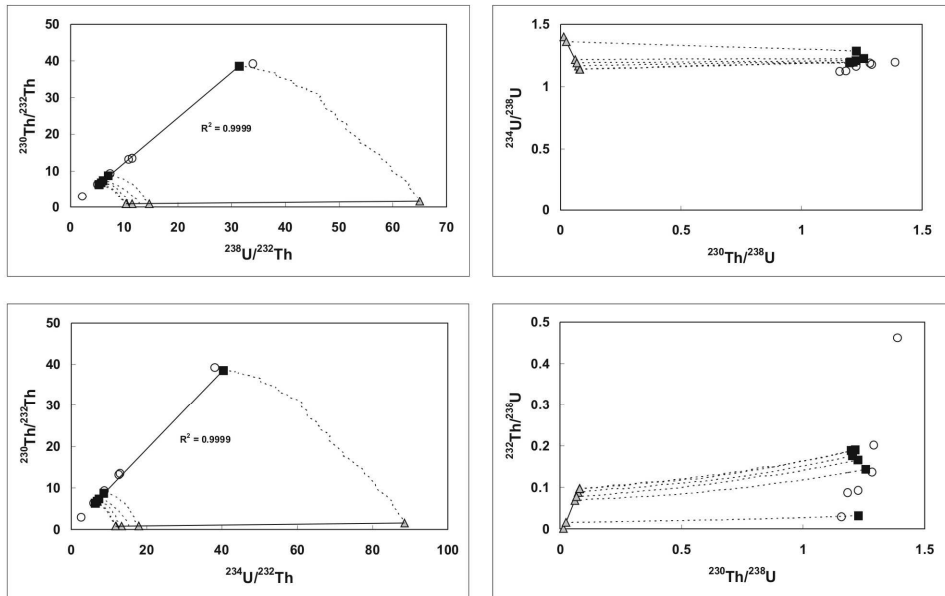 50
40
30
20
10
0
0 10 20 30 40 50 60 70
²³⁰Th/²³²Th
R² = 0.9999
²³⁸U/²³²Th
1.5
1
0.5
0
0 0.5 1 1.5
²³⁴U/²³⁸U
²³⁰Th/²³⁸U
50
40
30
20
10
0
0 20 40 60 80 100
²³⁰Th/²³²Th
R² = 0.9999
²³⁴U/²³²Th
0.5
0.4
0.3
0.2
0.1
0
0 0.5 1 1.5
²³²Th/²³⁸U
²³⁰Th/²³⁸U